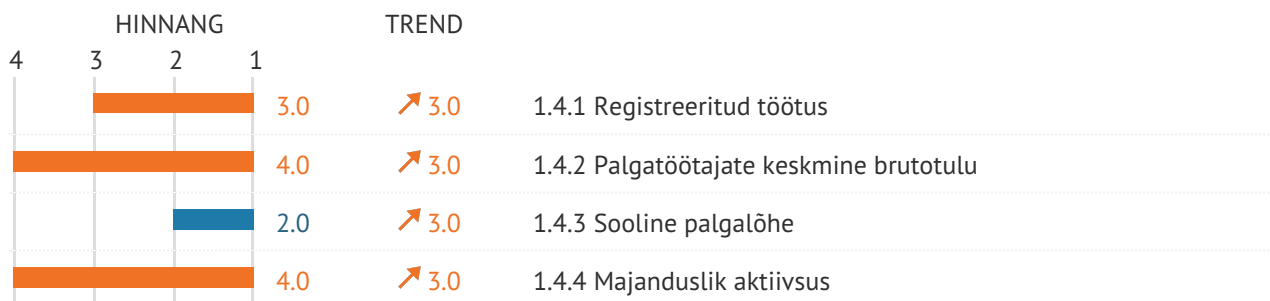 HINNANG TREND
4 3 2 1
3.0 3.0 1.4.1 Registreeritud töötus
4.0 3.0 1.4.2 Palgatöötajate keskmine brutotulu
2.0 3.0 1.4.3 Sooline palgalõhe
4.0 3.0 1.4.4 Majanduslik aktiivsus